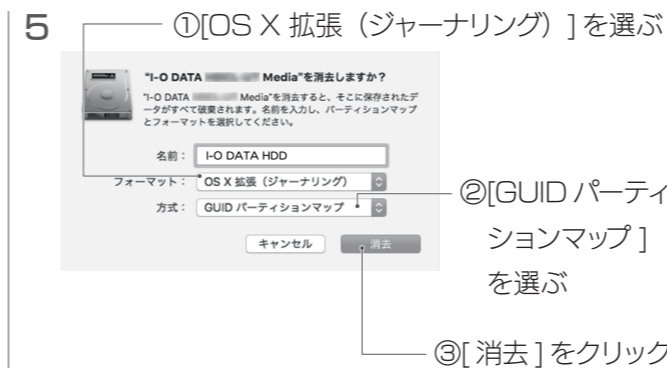 5
①[OS X 拡張（ジャーナリング）]を選ぶ
"I-O DATA Media"を消去しますか？
"I-O DATA Media"を消去すると、そこに保存されたデ
ータがすべて破棄されます。名前を入力し、パーティションマップ
とフォーマットを選択してください。
名前： I-O DATA HDD
フォーマット： OS X 拡張（ジャーナリング）
方式： GUID パーティションマップ
②[GUID パーティ
ションマップ]
を選ぶ
キャンセル 消去
③[消去]をクリック